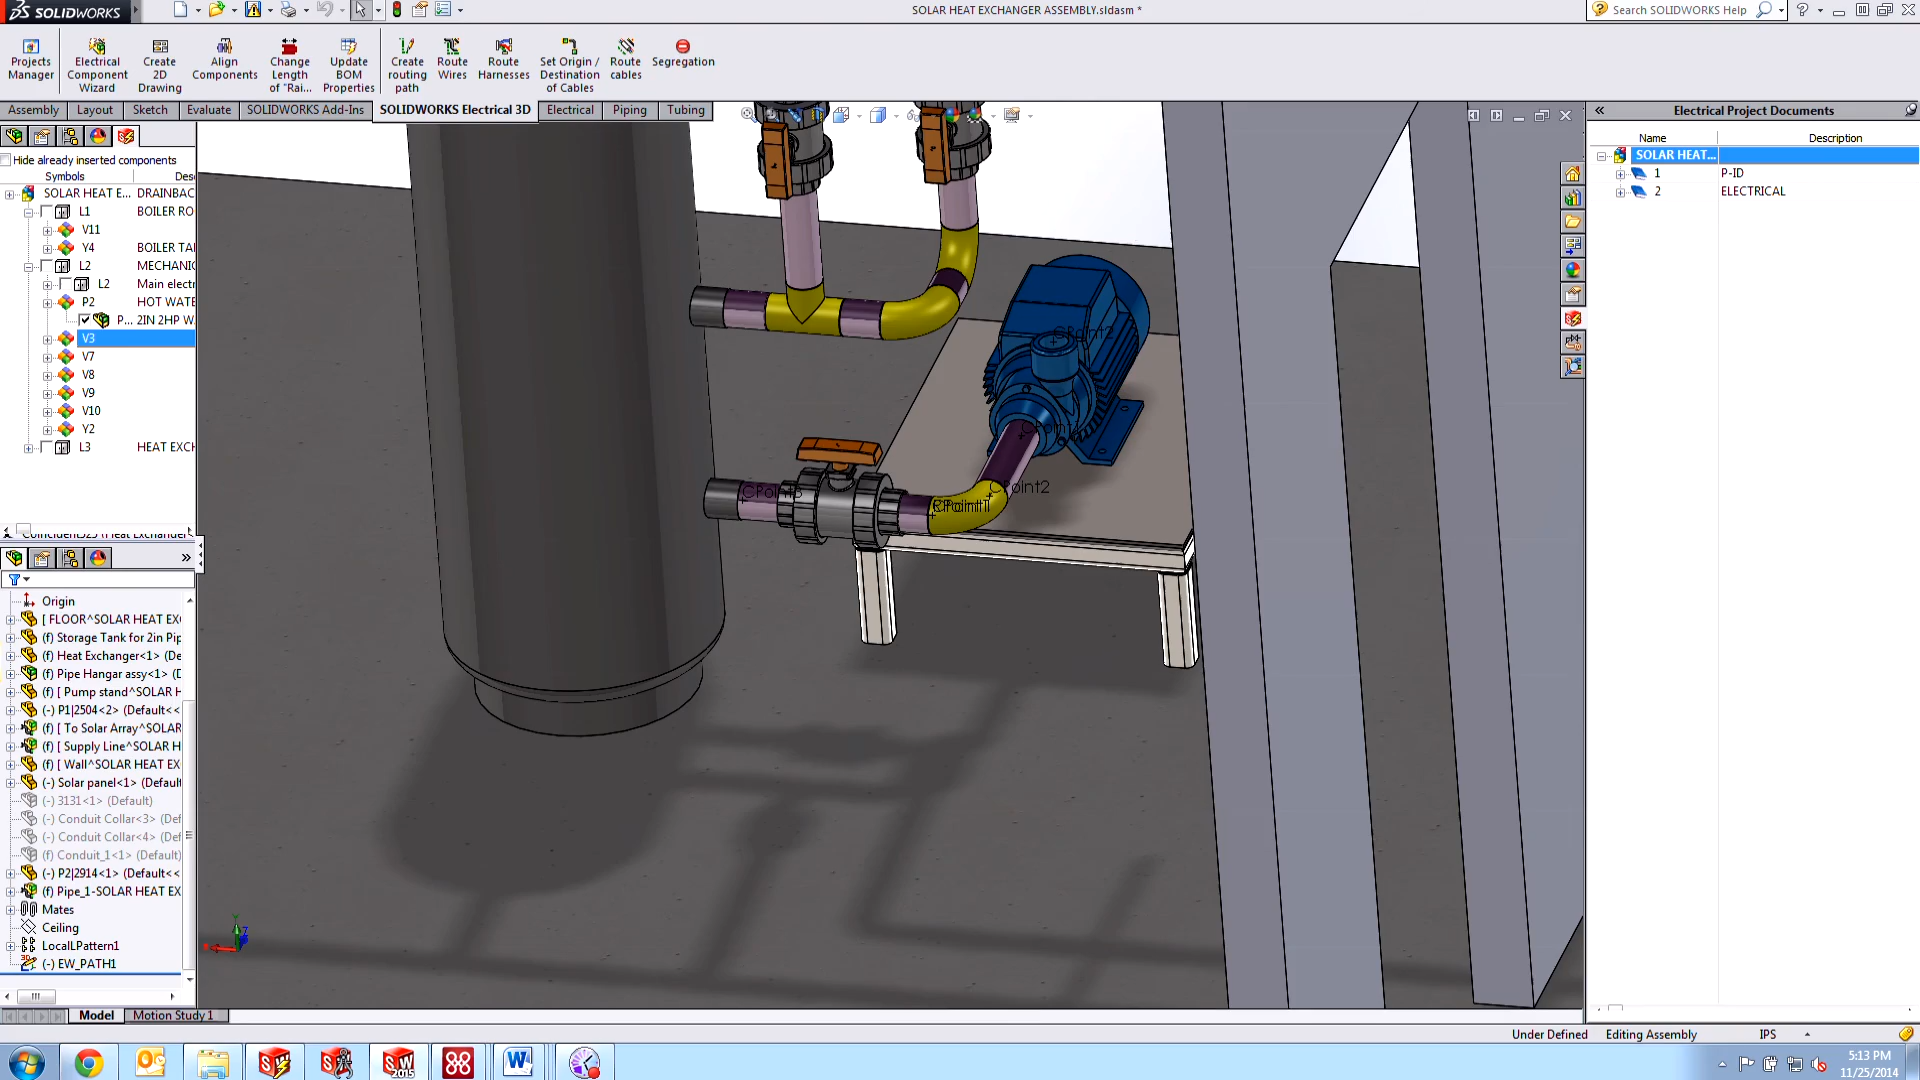 SOLIDWORKS
SOLAR HEAT EXCHANGER ASSEMBLY.sldasm *
Search SOLIDWORKS Help
Projects Manager
Electrical Component Wizard
Create 2D Drawing
Align Components
Change Length of "Rai...
Update BOM Properties
Create routing path
Route Wires
Route Harnesses
Set Origin / Destination of Cables
Route cables
Segregation
Assembly
Layout
Sketch
Evaluate
SOLIDWORKS Add-Ins
SOLIDWORKS Electrical 3D
Electrical
Piping
Tubing
Hide already inserted components
Symbols Des
SOLAR HEAT E... DRAINBAC
L1 BOILER RO
V11
Y4 BOILER TA
L2 MECHANIC
L2 Main electr
P2 HOT WATE
P... 2IN 2HP W
V3
V7
V8
V9
V10
Y2
L3 HEAT EXCH
Origin
[ FLOOR^SOLAR HEAT EX
(f) Storage Tank for 2in Pip
(f) Heat Exchanger<1> (De
(f) Pipe Hangar assy<1> (D
(f) [ Pump stand^SOLAR H
(-) P1|2504<2> (Default<<
(f) [ To Solar Array^SOLAR
(f) [ Supply Line^SOLAR H
(f) [ Wall^SOLAR HEAT EX
(-) Solar panel<1> (Default
(-) 3131<1> (Default)
(-) Conduit Collar<3> (Def
(-) Conduit Collar<4> (Def
(f) Conduit_1<1> (Default)
(-) P2|2914<1> (Default<<
(f) Pipe_1-SOLAR HEAT EX
Mates
Ceiling
LocalLPattern1
(-) EW_PATH1
Model
Motion Study 1
CPoint2
CPoint2
Electrical Project Documents
Name Description
SOLAR HEAT...
1 P-ID
2 ELECTRICAL
Under Defined
Editing Assembly
IPS
5:13 PM
11/25/2014